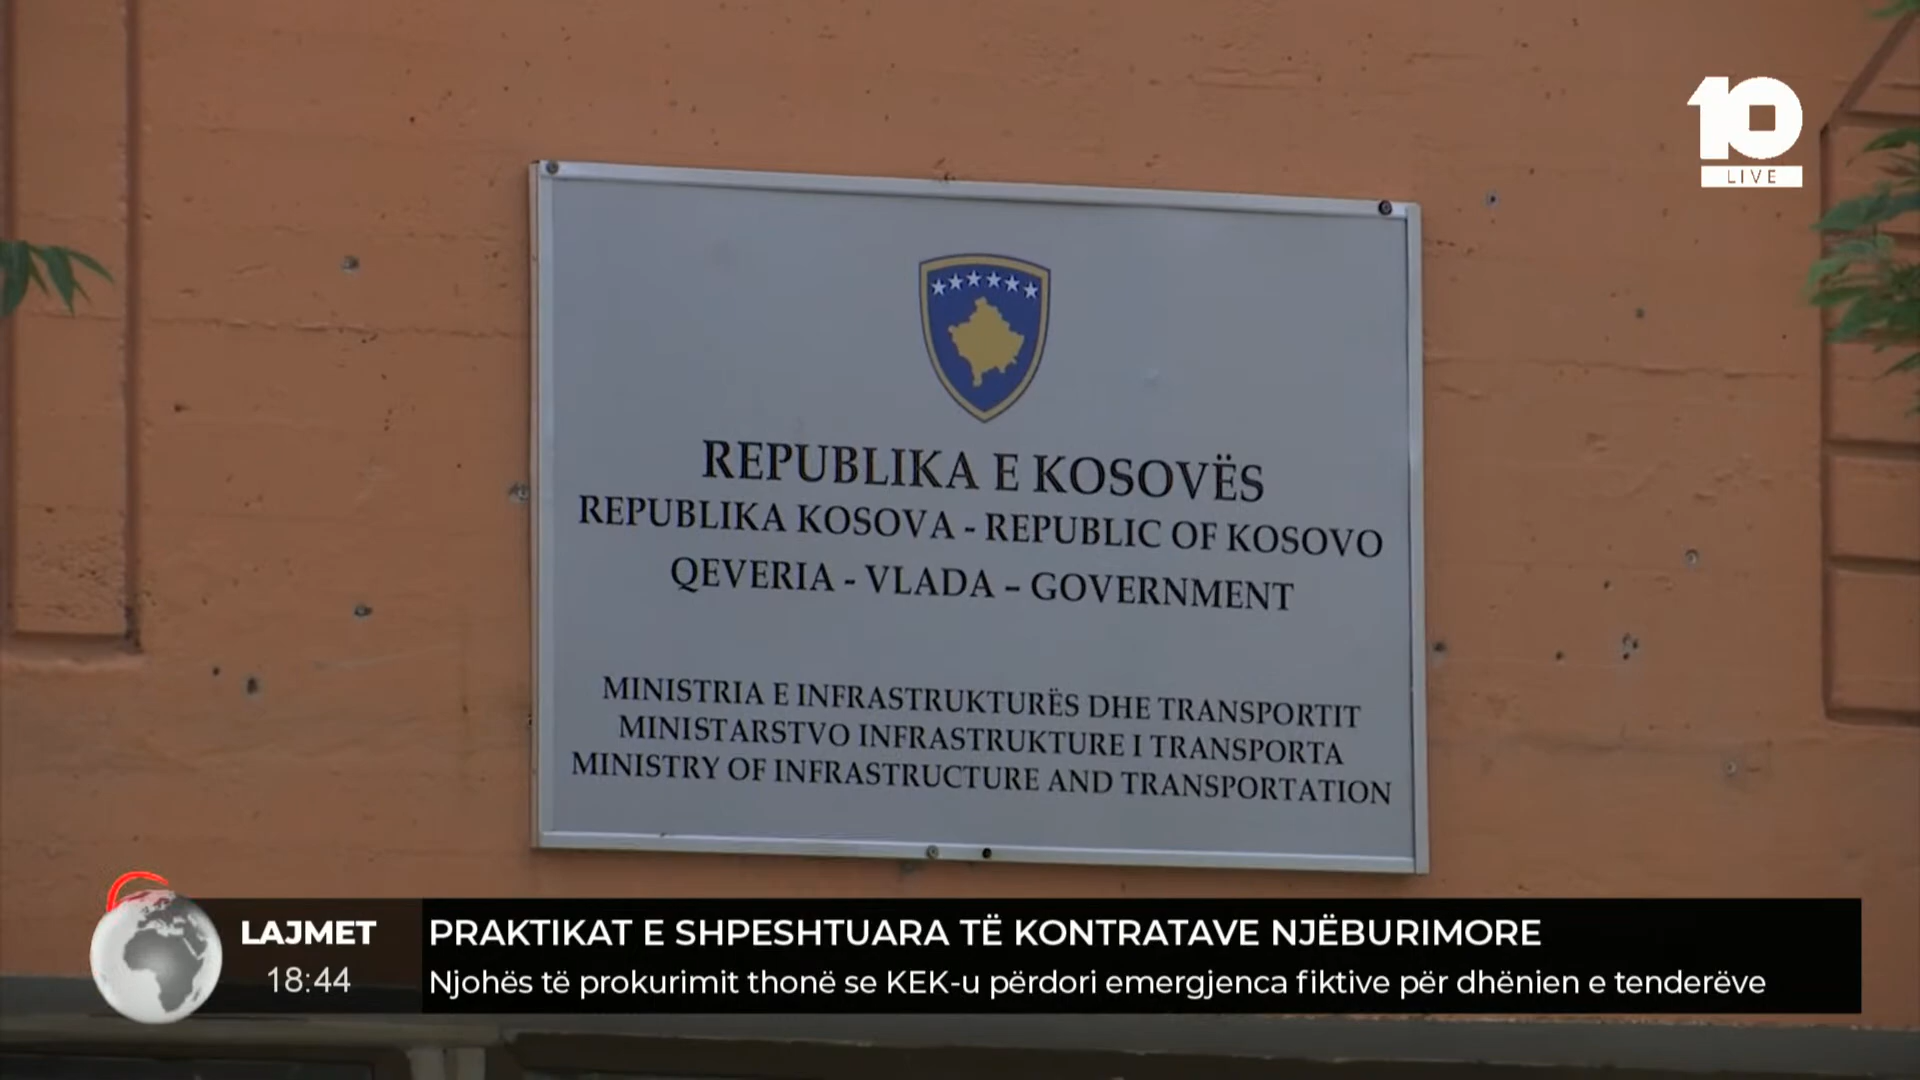 10
LIVE
REPUBLIKA E KOSOVËS
REPUBLIKA KOSOVA - REPUBLIC OF KOSOVO
QEVERIA - VLADA – GOVERNMENT
MINISTRIA E INFRASTRUKTURËS DHE TRANSPORTIT
MINISTARSTVO INFRASTRUKTURE I TRANSPORTA
MINISTRY OF INFRASTRUCTURE AND TRANSPORTATION
LAJMET
18:44
PRAKTIKAT E SHPESHTUARA TË KONTRATAVE NJËBURIMORE
Njohës të prokurimit thonë se KEK-u përdori emergjenca fiktive për dhënien e tenderëve